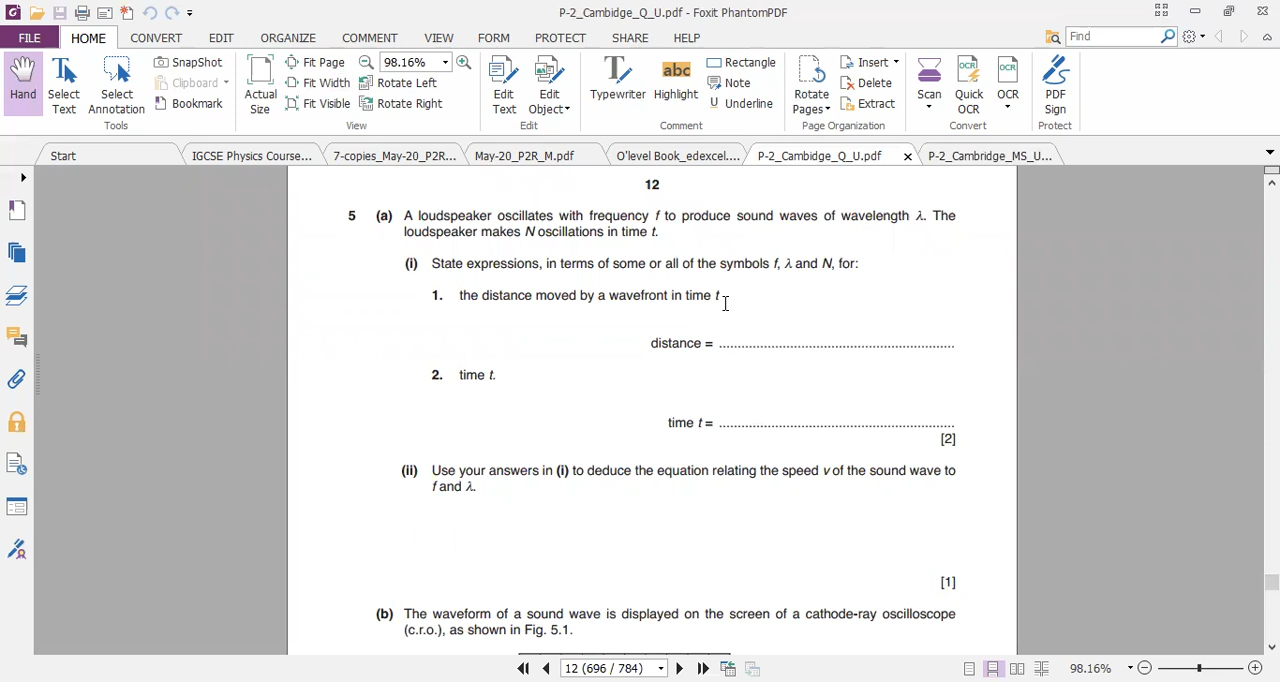 P-2_Cambidge_Q_U.pdf - Foxit PhantomPDF
FILE HOME CONVERT EDIT ORGANIZE COMMENT VIEW FORM PROTECT SHARE HELP Find
Hand
Select Text
Select Annotation
SnapShot
Clipboard
Bookmark
Tools
Actual Size
Fit Page
Fit Width
Fit Visible
98.16%
Rotate Left
Rotate Right
View
Edit Text
Edit Object
Edit
Typewriter
abc
Highlight
Rectangle
Note
U Underline
Comment
Rotate Pages
Insert
Delete
Extract
Page Organization
Scan
OCR
Quick OCR
OCR
OCR
Convert
PDF Sign
Protect
Start IGCSE Physics Course... 7-copies_May-20_P2R... May-20_P2R_M.pdf O'level Book_edexcel.... P-2_Cambidge_Q_U.pdf P-2_Cambridge_MS_U...
12
5 (a) A loudspeaker oscillates with frequency f to produce sound waves of wavelength λ. The
loudspeaker makes N oscillations in time t.
(i) State expressions, in terms of some or all of the symbols f, λ and N, for:
1. the distance moved by a wavefront in time t
distance = ........................................................
2. time t.
time t = ........................................................
[2]
(ii) Use your answers in (i) to deduce the equation relating the speed v of the sound wave to
f and λ.
[1]
(b) The waveform of a sound wave is displayed on the screen of a cathode-ray oscilloscope
(c.r.o.), as shown in Fig. 5.1.
12 (696 / 784) 98.16%